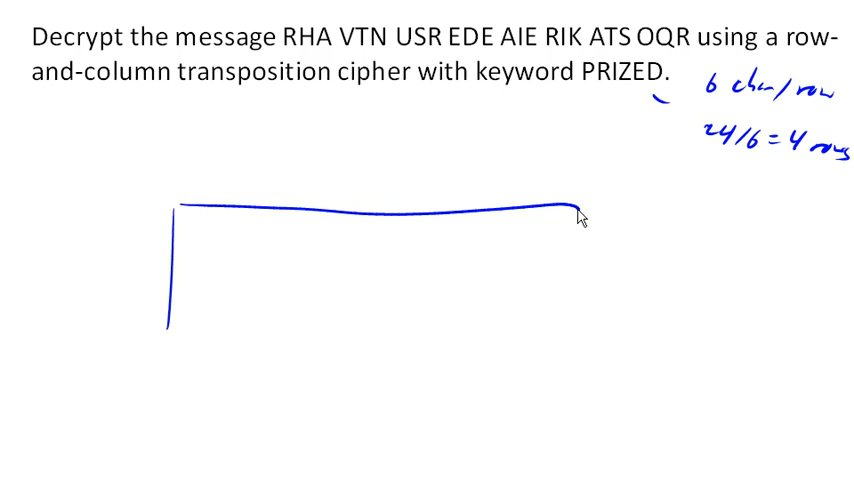 Decrypt the message RHA VTN USR EDE AIE RIK ATS OQR using a row-
and-column transposition cipher with keyword PRIZED.
6 char/row
24/6 = 4 rows